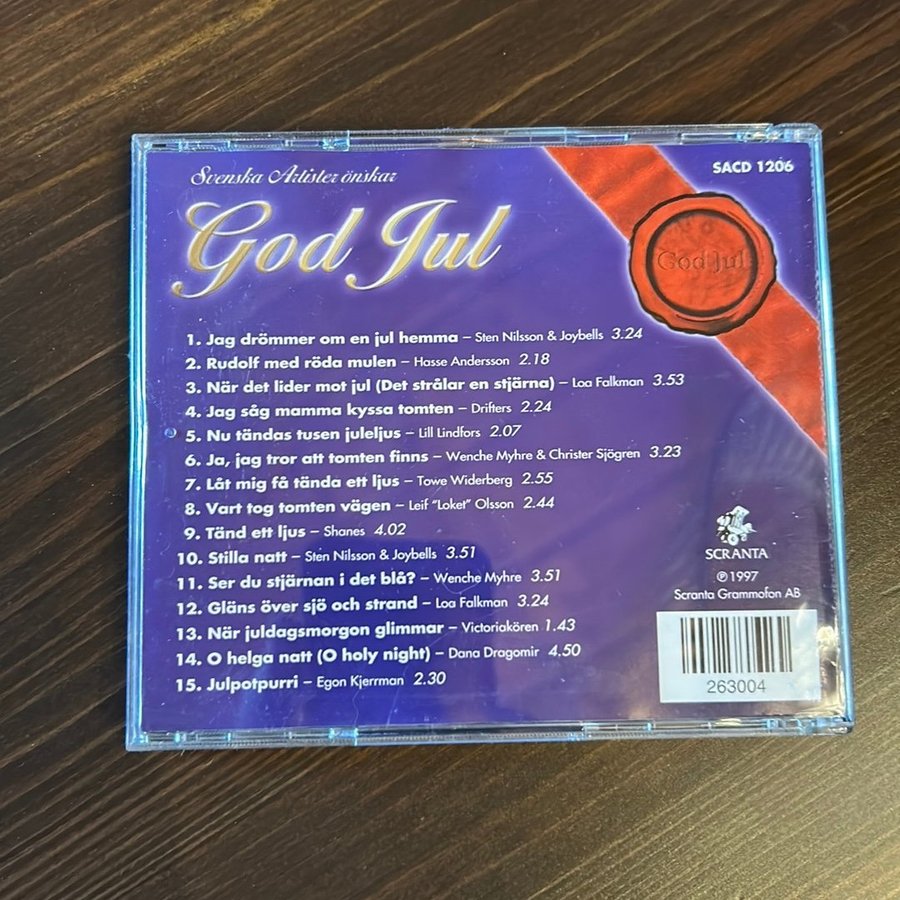 Svenska Artister önskar
God Jul
SACD 1206
God Jul
1. Jag drömmer om en jul hemma – Sten Nilsson & Joybells 3.24
2. Rudolf med röda mulen – Hasse Andersson 2.18
3. När det lider mot jul (Det strålar en stjärna) – Loa Falkman 3.53
4. Jag såg mamma kyssa tomten – Drifters 2.24
5. Nu tändas tusen juleljus – Lill Lindfors 2.07
6. Ja, jag tror att tomten finns – Wenche Myhre & Christer Sjögren 3.23
7. Låt mig få tända ett ljus – Towe Widerberg 2.55
8. Vart tog tomten vägen – Leif "Loket" Olsson 2.44
9. Tänd ett ljus – Shanes 4.02
10. Stilla natt – Sten Nilsson & Joybells 3.51
11. Ser du stjärnan i det blå? – Wenche Myhre 3.51
12. Gläns över sjö och strand – Loa Falkman 3.24
13. När juldagsmorgon glimmar – Victoriakören 1.43
14. O helga natt (O holy night) – Dana Dragomir 4.50
15. Julpotpurri – Egon Kjerrman 2.30
SCRANTA
℗ 1997
Scranta Grammofon AB
263004